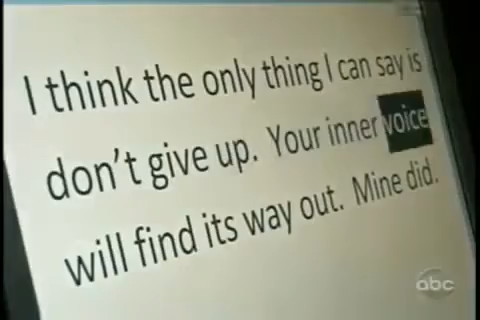 I think the only thing I can say is
don't give up. Your inner voice
will find its way out. Mine did.
abc